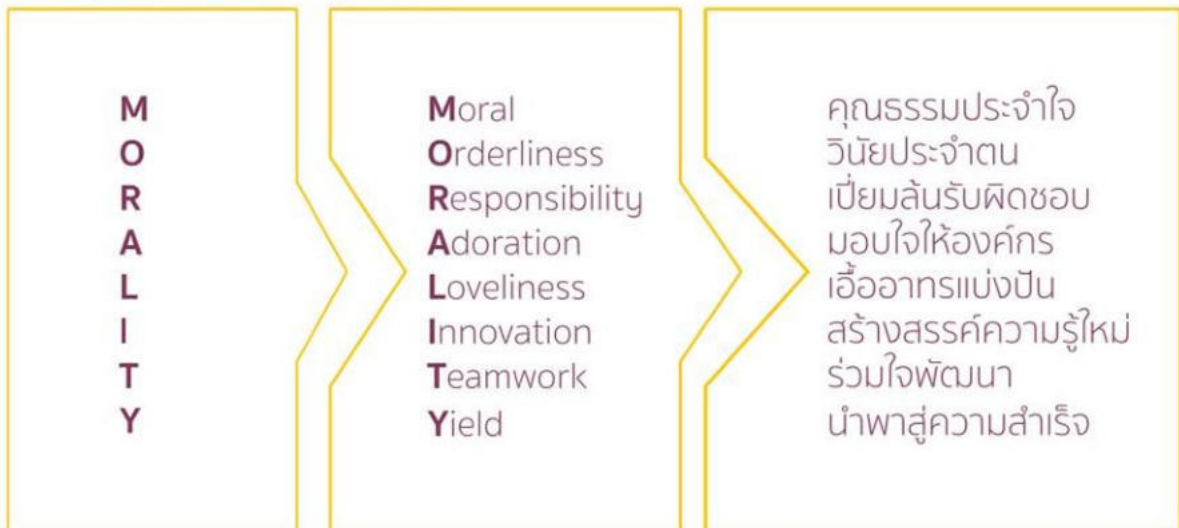 M
O
R
A
L
I
T
Y
Moral
Orderliness
Responsibility
Adoration
Loveliness
Innovation
Teamwork
Yield
คุณธรรมประจำใจ
วินัยประจำตน
เปี่ยมล้นรับผิดชอบ
มอบใจให้องค์กร
เอื้ออาทรแบ่งปัน
สร้างสรรค์ความรู้ใหม่
ร่วมใจพัฒนา
นำพาสู่ความสำเร็จ